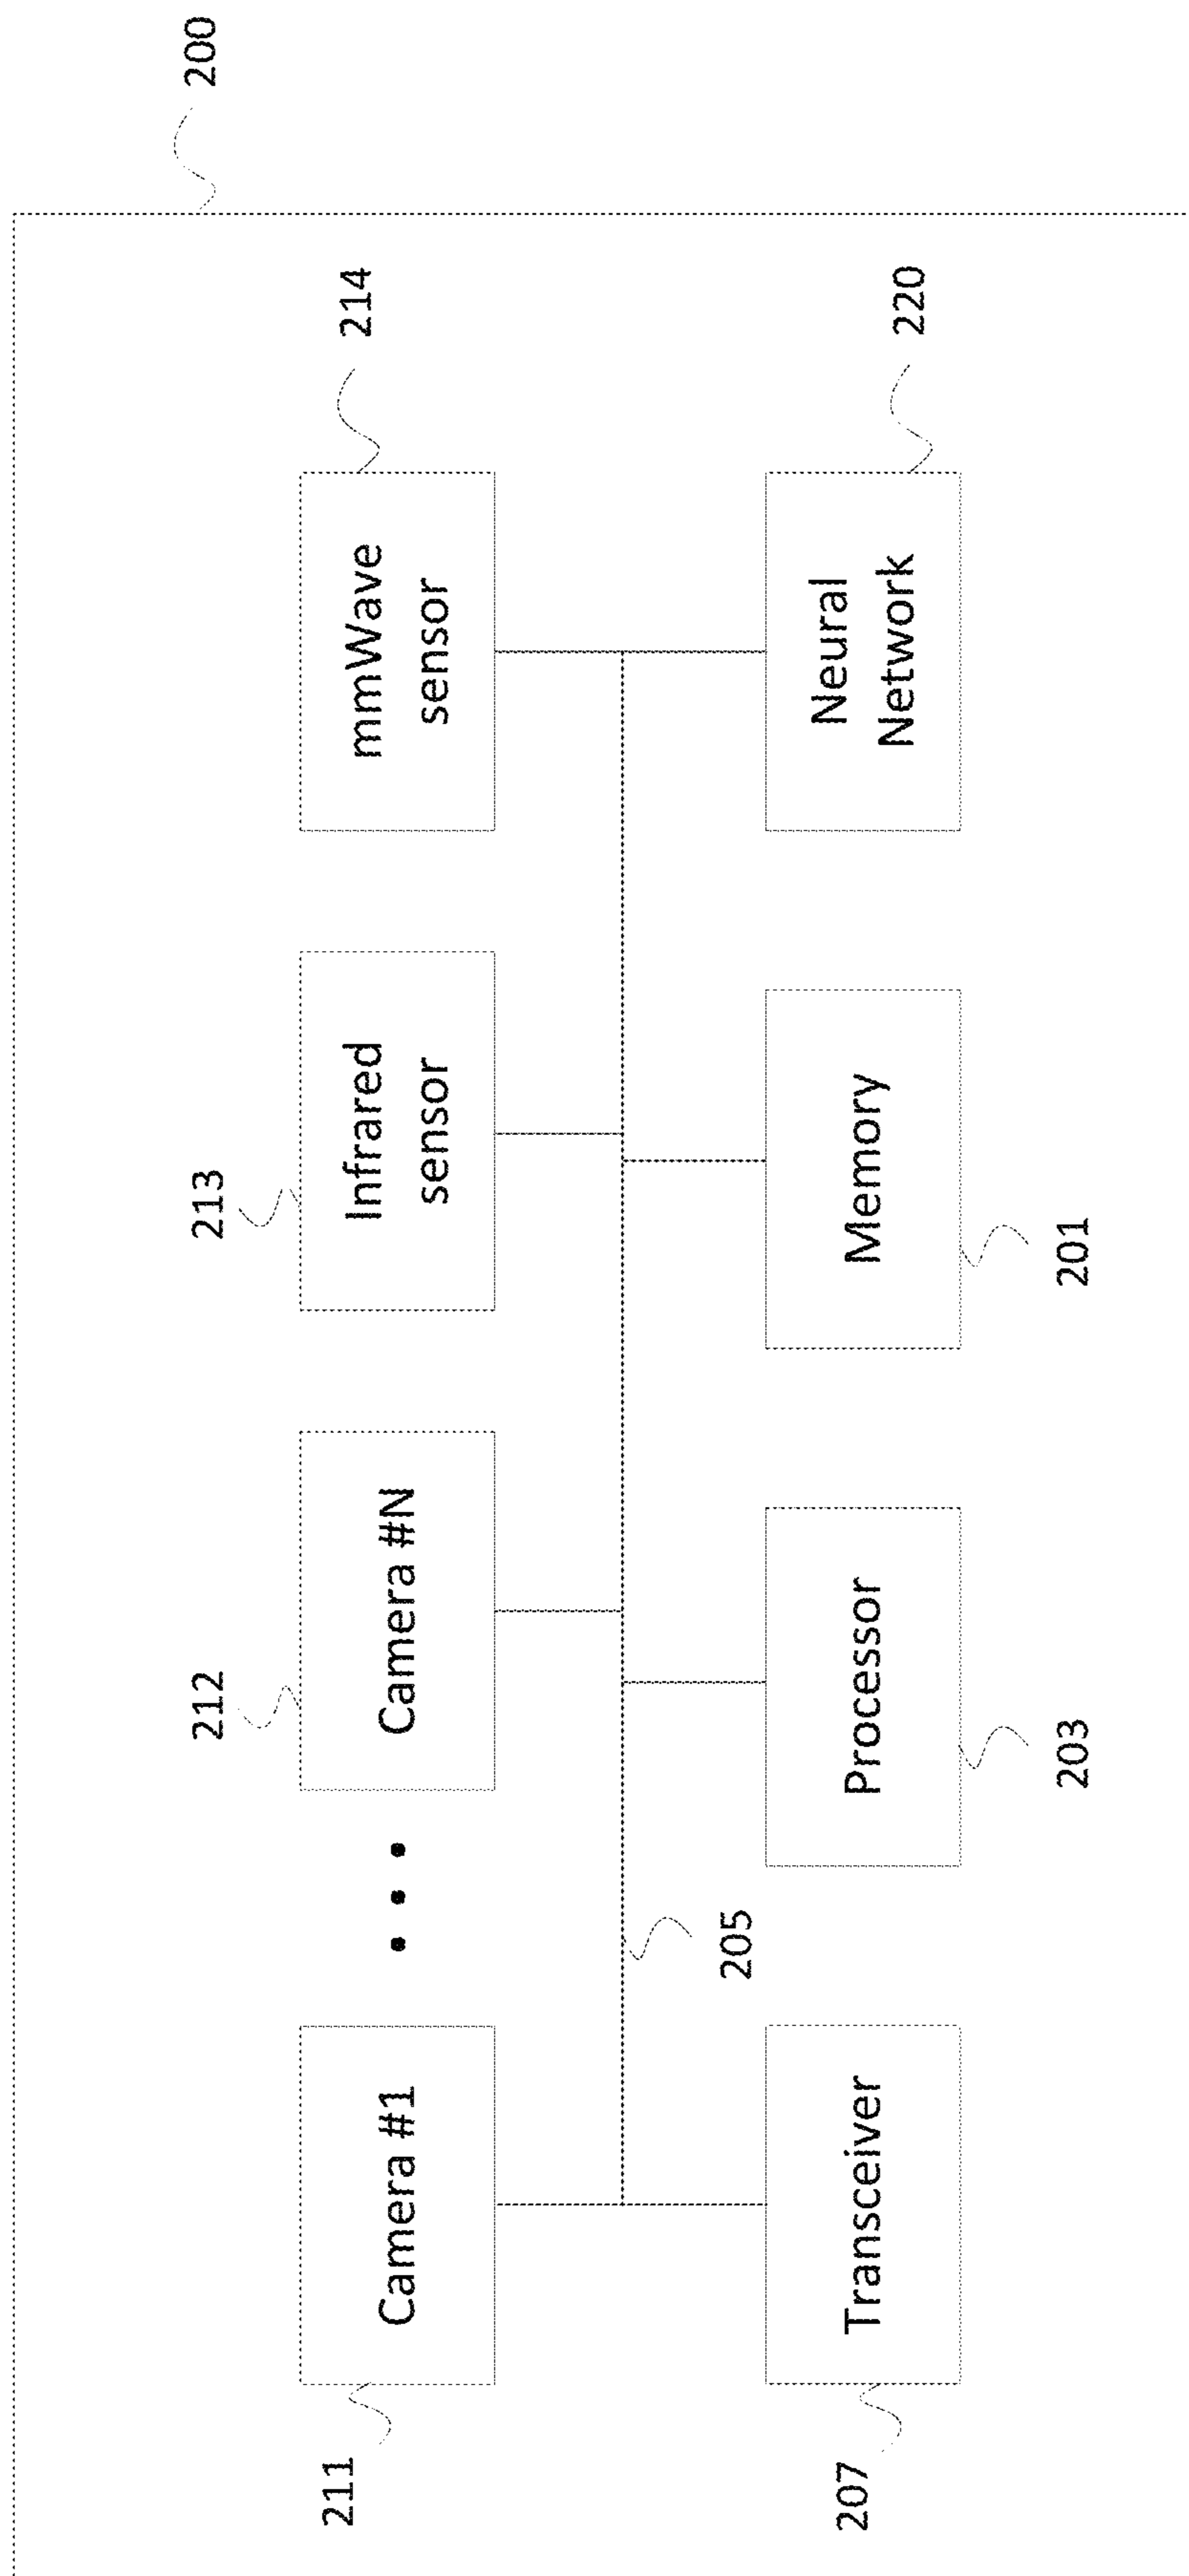 200
211
Camera #1
• • •
212
Camera #N
213
Infrared
sensor
214
mmWave
sensor
205
207
Transceiver
Processor
203
Memory
201
Neural
Network
220